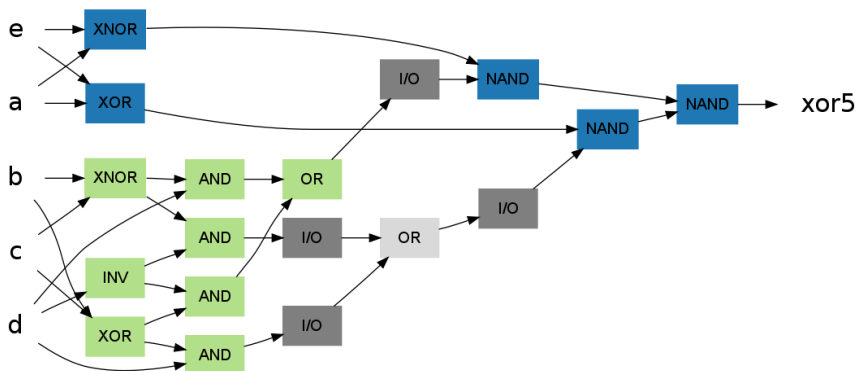 e
XNOR
I/O
NAND
a
XOR
NAND
xor5
NAND
b
XNOR
AND
OR
I/O
c
AND
I/O
OR
INV
AND
d
XOR
I/O
AND